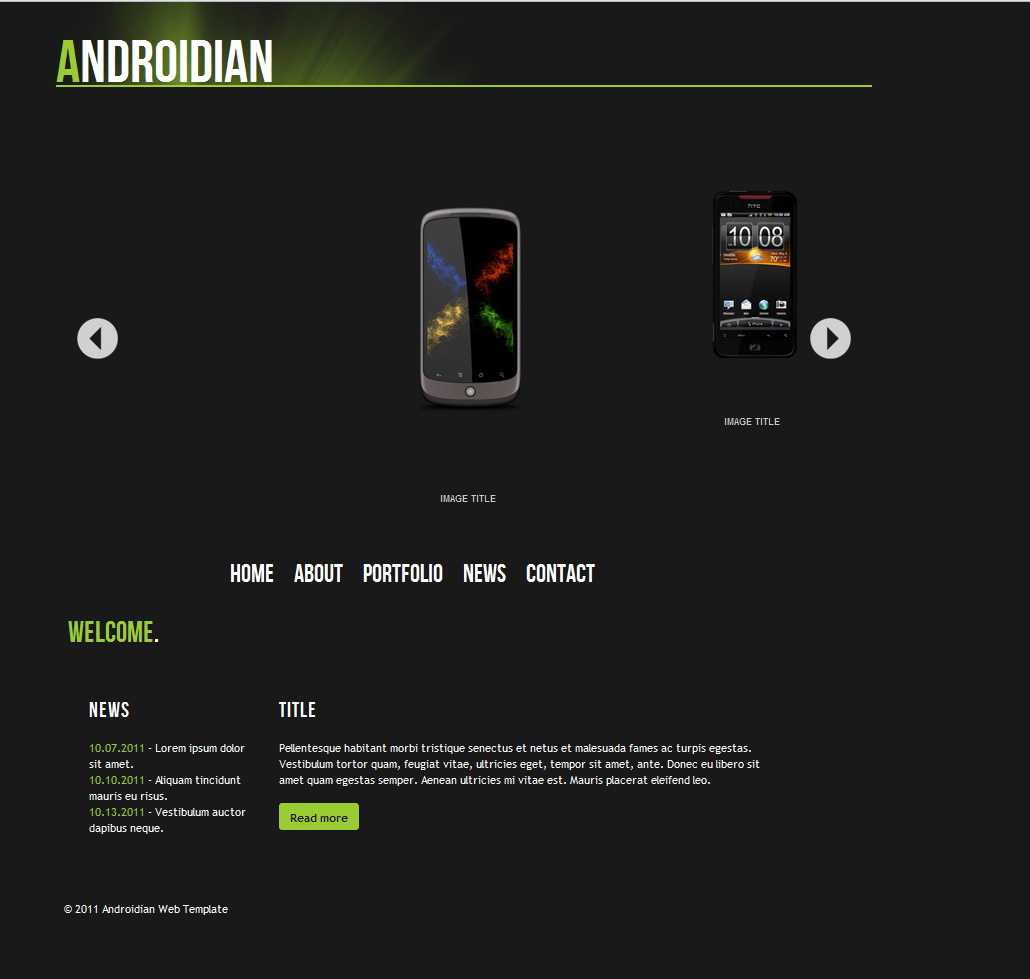 ANDROIDIAN
hTC
10 08
IMAGE TITLE
IMAGE TITLE
HOME ABOUT PORTFOLIO NEWS CONTACT
WELCOME.
NEWS
10.07.2011 - Lorem ipsum dolor
sit amet.
10.10.2011 - Aliquam tincidunt
mauris eu risus.
10.13.2011 - Vestibulum auctor
dapibus neque.
TITLE
Pellentesque habitant morbi tristique senectus et netus et malesuada fames ac turpis egestas.
Vestibulum tortor quam, feugiat vitae, ultricies eget, tempor sit amet, ante. Donec eu libero sit
amet quam egestas semper. Aenean ultricies mi vitae est. Mauris placerat eleifend leo.
Read more
© 2011 Androidian Web Template